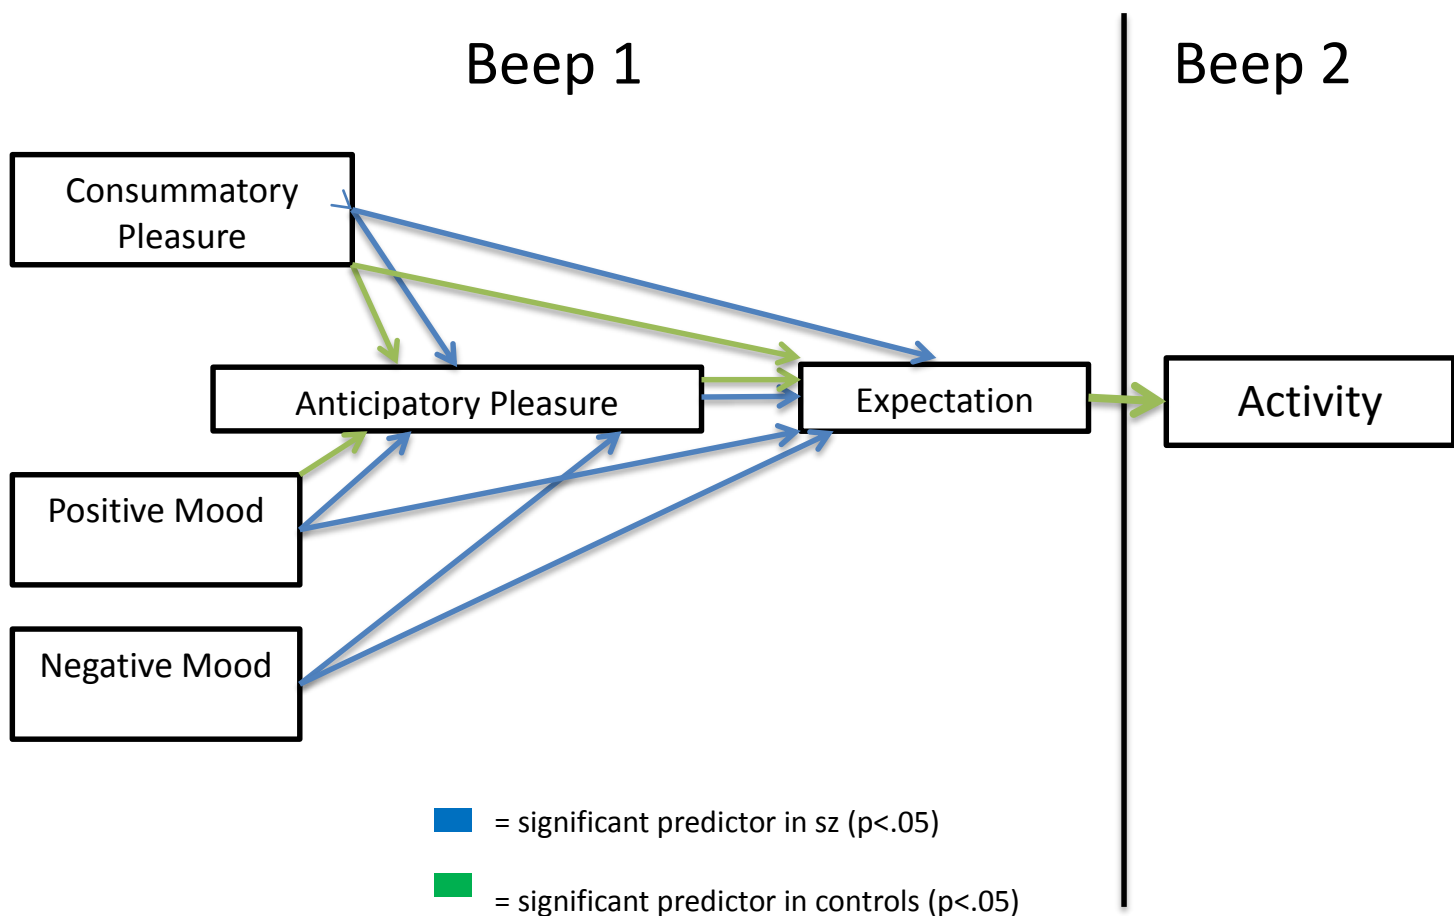 Beep 1
Beep 2
Consummatory
Pleasure
Anticipatory Pleasure
Expectation
Activity
Positive Mood
Negative Mood
= significant predictor in sz (p<.05)
= significant predictor in controls (p<.05)